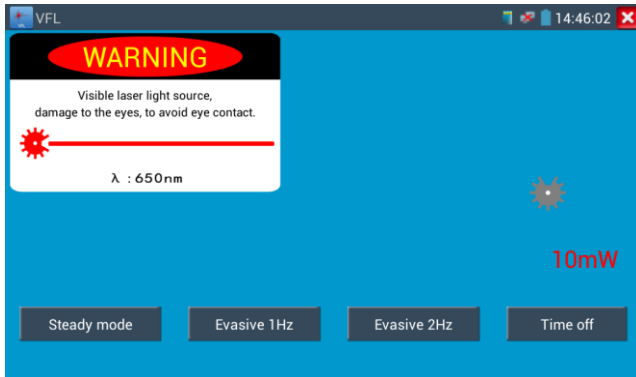 VFL
14:46:02
WARNING
Visible laser light source,
damage to the eyes, to avoid eye contact.
λ :650nm
10mW
Steady mode
Evasive 1Hz
Evasive 2Hz
Time off